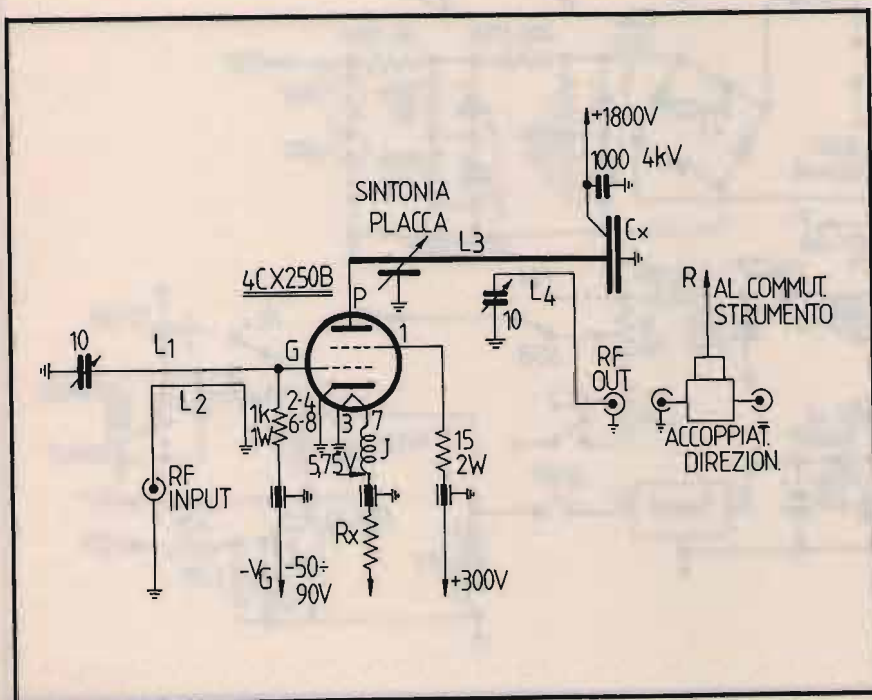 +1800V
1000 4kV
SINTONIA
PLACCA
L3
Cx
4CX250B
P
1
L4
10
R
AL COMMUT.
STRUMENTO
10
L1
G
L2
RF
OUT
1k
1W
2-4
6-8
3
7
J
15
2W
ACCOPPIAT.
DIREZION.
5,75V
RF
INPUT
Rx
-VG
-50÷
90V
+300V